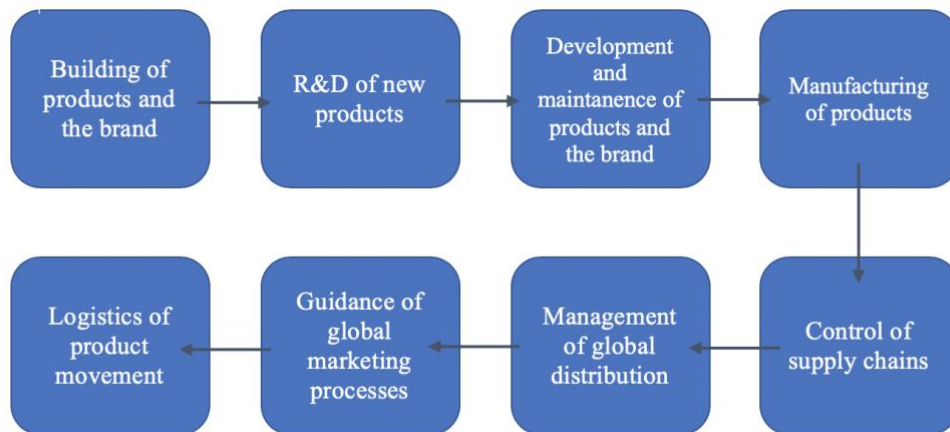 Building of
products and
the brand
R&D of new
products
Development
and
maintanence of
products and
the brand
Manufacturing
of products
Control of
supply chains
Management
of global
distribution
Guidance of
global
marketing
processes
Logistics of
product
movement